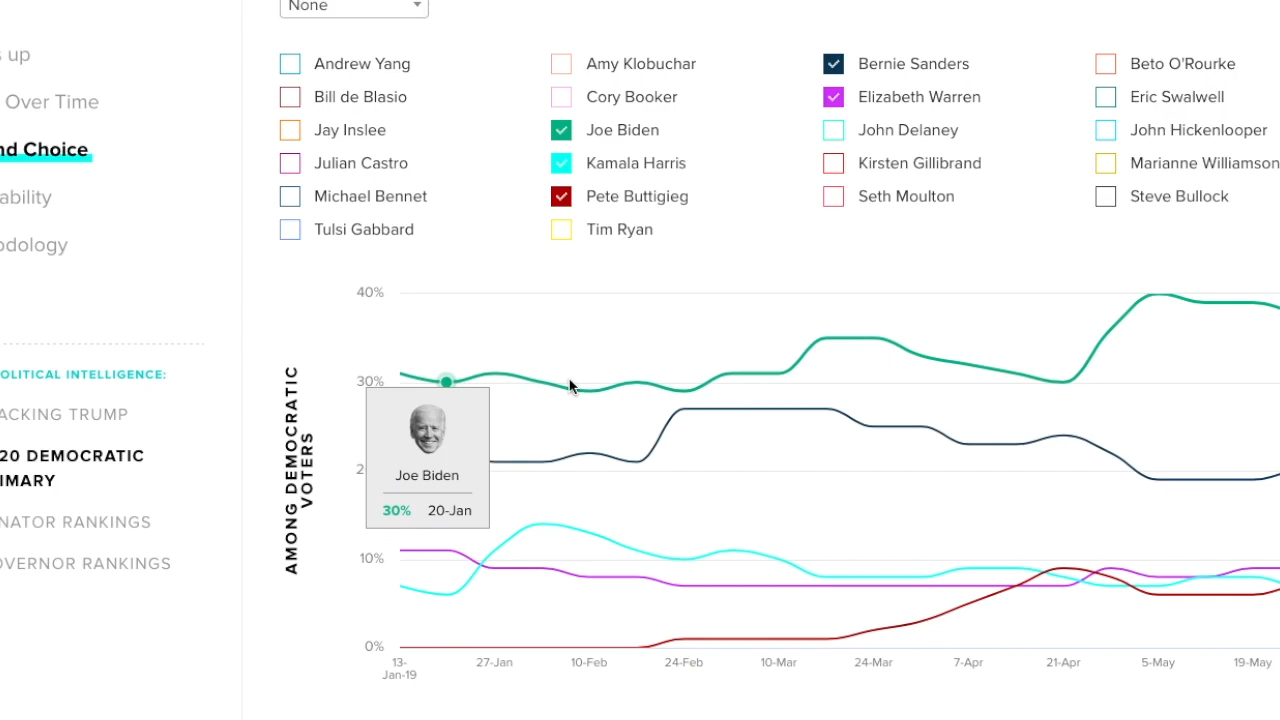 None
s up
Over Time
nd Choice
ability
odology
OLITICAL INTELLIGENCE:
ACKING TRUMP
20 DEMOCRATIC
IMARY
NATOR RANKINGS
OVERNOR RANKINGS
Andrew Yang
Amy Klobuchar
Bernie Sanders
Beto O'Rourke
Bill de Blasio
Cory Booker
Elizabeth Warren
Eric Swalwell
Jay Inslee
Joe Biden
John Delaney
John Hickenlooper
Julian Castro
Kamala Harris
Kirsten Gillibrand
Marianne Williamson
Michael Bennet
Pete Buttigieg
Seth Moulton
Steve Bullock
Tulsi Gabbard
Tim Ryan
AMONG DEMOCRATIC
VOTERS
40%
30%
2
10%
0%
Joe Biden
30% 20-Jan
13-
Jan-19
27-Jan
10-Feb
24-Feb
10-Mar
24-Mar
7-Apr
21-Apr
5-May
19-May